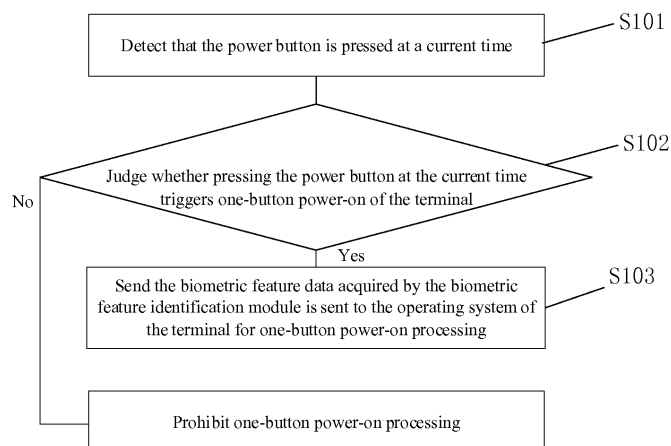 S101
Detect that the power button is pressed at a current time
S102
Judge whether pressing the power button at the current time
triggers one-button power-on of the terminal
No
Yes
S103
Send the biometric feature data acquired by the biometric
feature identification module is sent to the operating system of
the terminal for one-button power-on processing
Prohibit one-button power-on processing